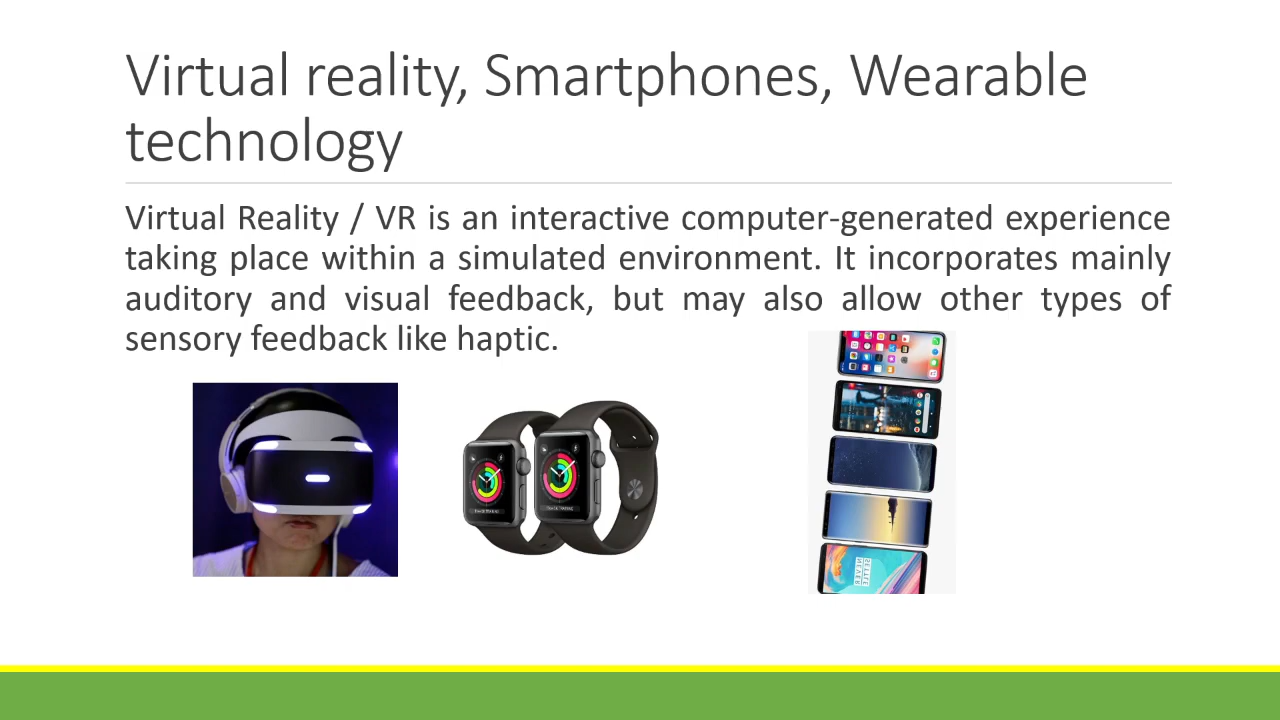 Virtual reality, Smartphones, Wearable
technology
Virtual Reality / VR is an interactive computer-generated experience
taking place within a simulated environment. It incorporates mainly
auditory and visual feedback, but may also allow other types of
sensory feedback like haptic.